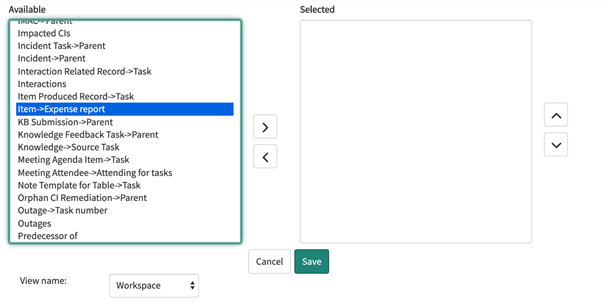 Available
Selected
IMAC->Parent
Impacted CIs
Incident Task->Parent
Incident->Parent
Interaction Related Record->Task
Interactions
Item Produced Record->Task
Item->Expense report
KB Submission->Parent
Knowledge Feedback Task->Parent
Knowledge->Source Task
Meeting Agenda Item->Task
Meeting Attendee->Attending for tasks
Note Template for Table->Task
Orphan CI Remediation->Parent
Outage->Task number
Outages
Predecessor of
Cancel
Save
View name:
Workspace